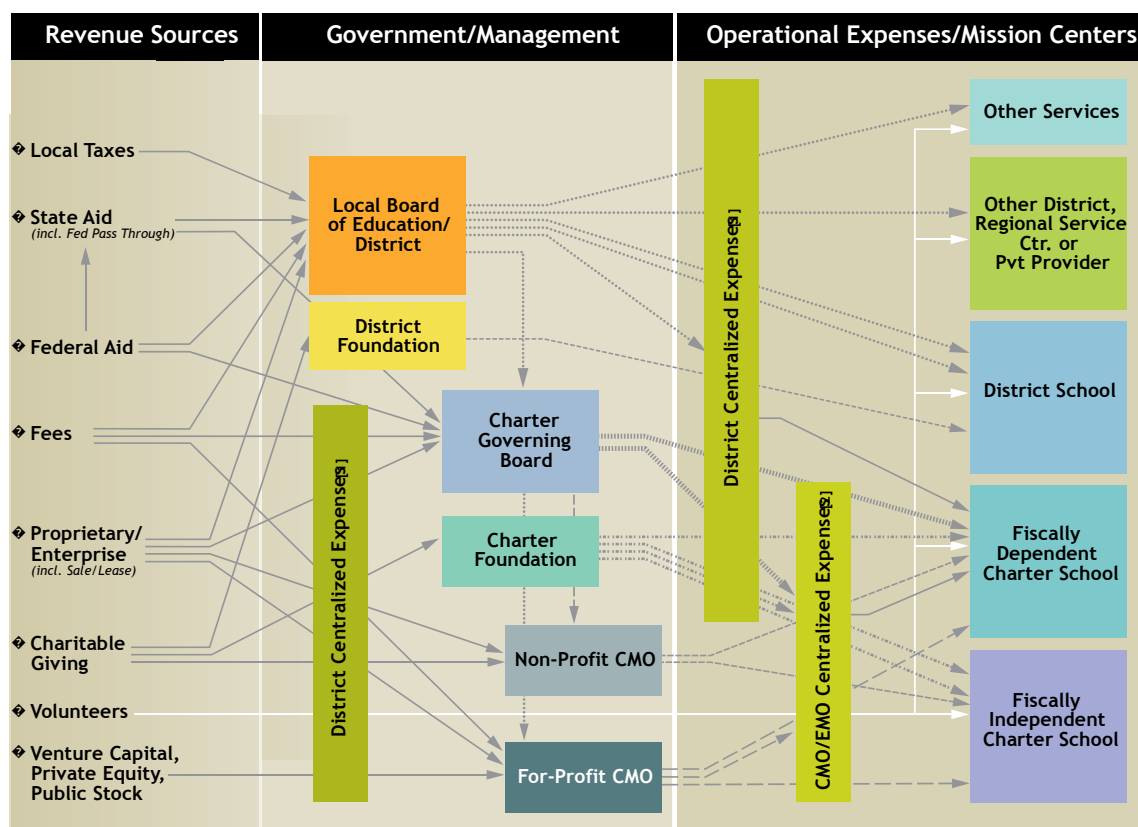 Revenue Sources
Government/Management
Operational Expenses/Mission Centers
� Local Taxes
� State Aid
(incl. Fed Pass Through)
� Federal Aid
� Fees
� Proprietary/
Enterprise
(incl. Sale/Lease)
� Charitable
Giving
� Volunteers
� Venture Capital,
Private Equity,
Public Stock
Local Board
of Education/
District
District
Foundation
District Centralized Expenses[1]
Charter
Governing
Board
Charter
Foundation
Non-Profit CMO
For-Profit CMO
District Centralized Expenses[1]
CMO/EMO Centralized Expenses[2]
Other Services
Other District,
Regional Service
Ctr. or
Pvt Provider
District School
Fiscally
Dependent
Charter School
Fiscally
Independent
Charter School